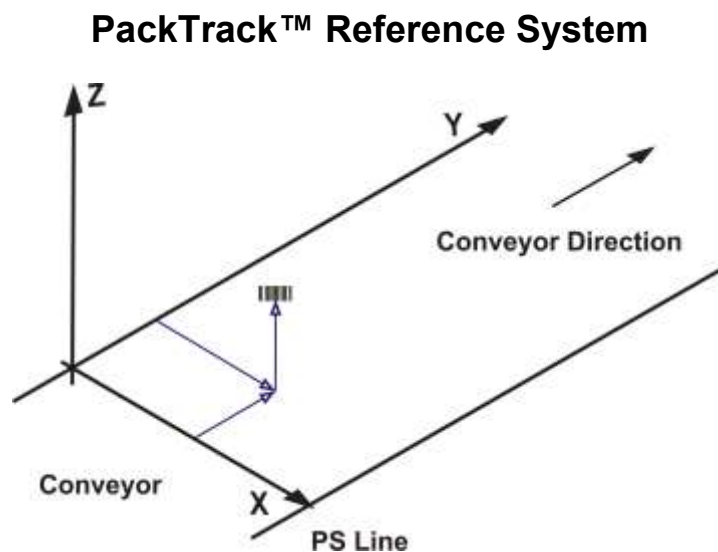 PackTrack™ Reference System
Z
Y
Conveyor Direction
Conveyor
X
PS Line